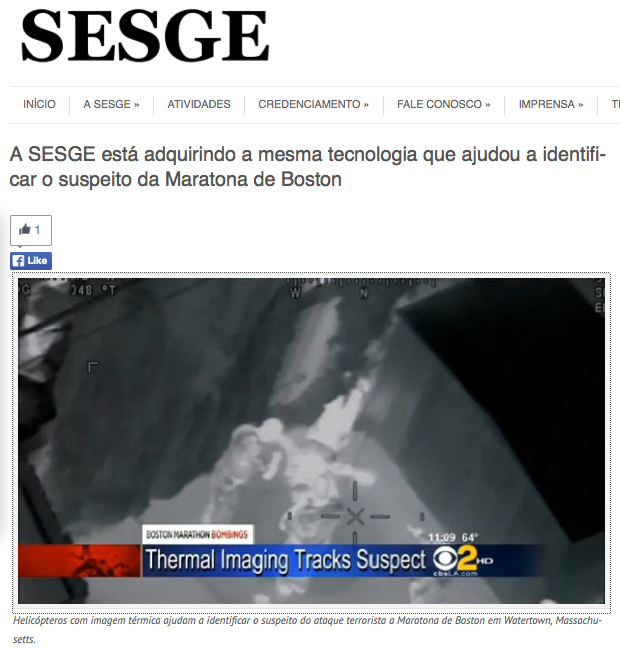 SESGE
INÍCIO A SESGE » ATIVIDADES CREDENCIAMENTO » FALE CONOSCO » IMPRENSA »
A SESGE está adquirindo a mesma tecnologia que ajudou a identifi-
car o suspeito da Maratona de Boston
1
Like
G 348 °T W N
BOSTON MARATHON BOMBINGS
Thermal Imaging Tracks Suspect
11:09 64°
2 HD
cbsLA.com
Helicópteros com imagem térmica ajudam a identificar o suspeito do ataque terrorista a Maratona de Boston em Watertown, Massachu-
setts.